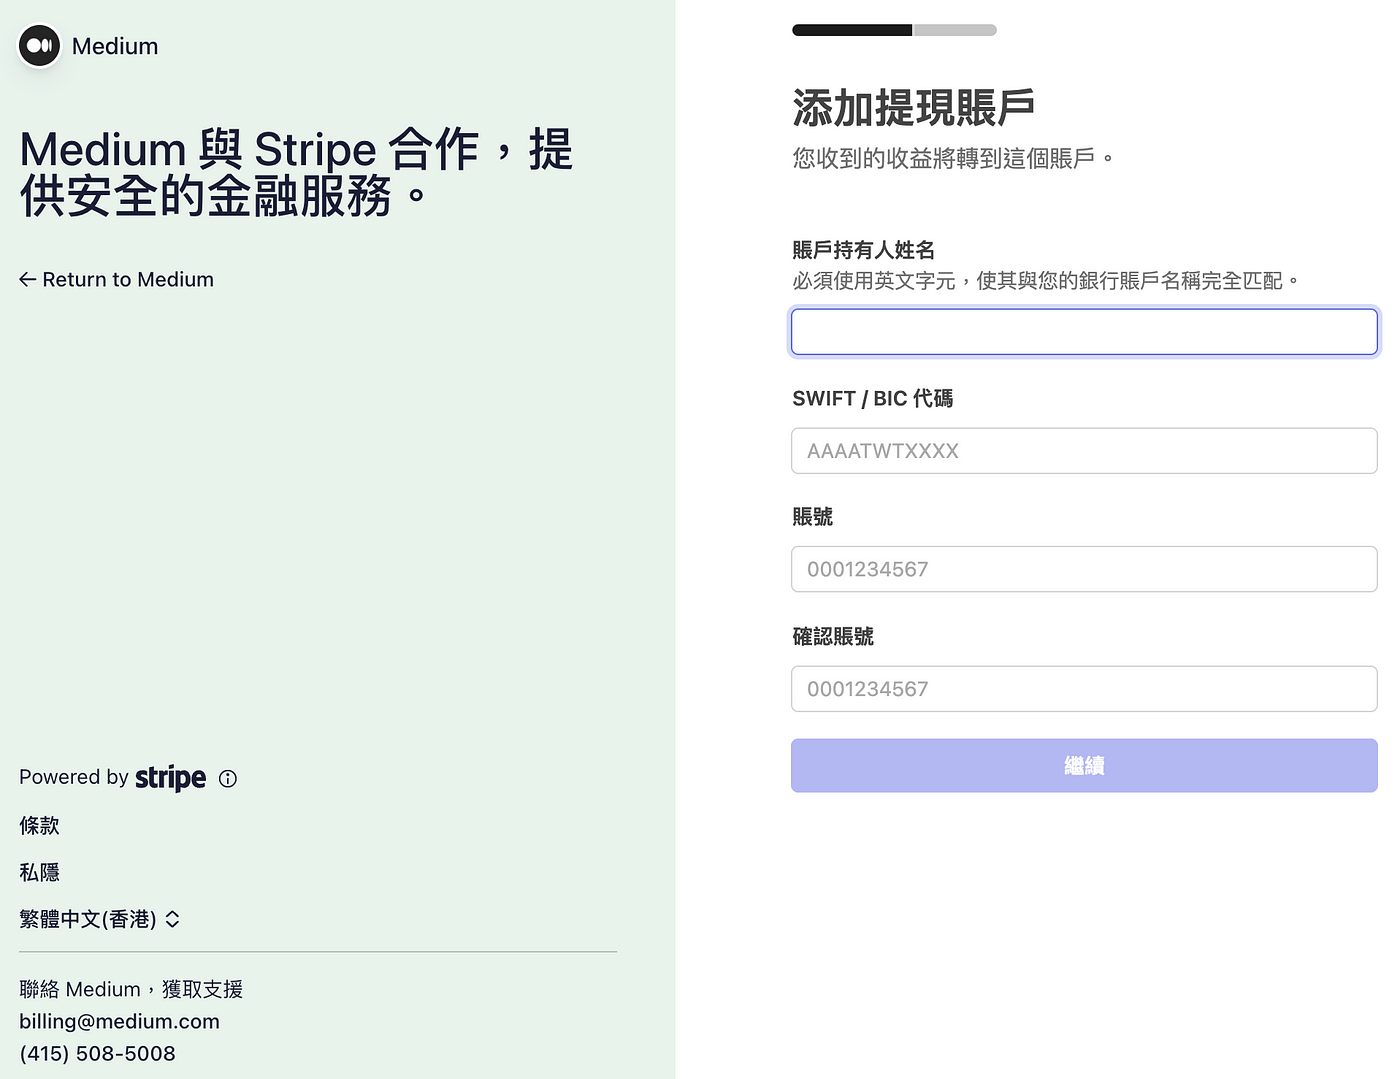 Medium
Medium 與 Stripe 合作，提
供安全的金融服務。
← Return to Medium
Powered by stripe
條款
私隱
繁體中文(香港)
聯絡 Medium，獲取支援
billing@medium.com
(415) 508-5008
添加提現賬戶
您收到的收益將轉到這個賬戶。
賬戶持有人姓名
必須使用英文字元，使其與您的銀行賬戶名稱完全匹配。
SWIFT / BIC 代碼
AAAATWTXXXX
賬號
0001234567
確認賬號
0001234567
繼續